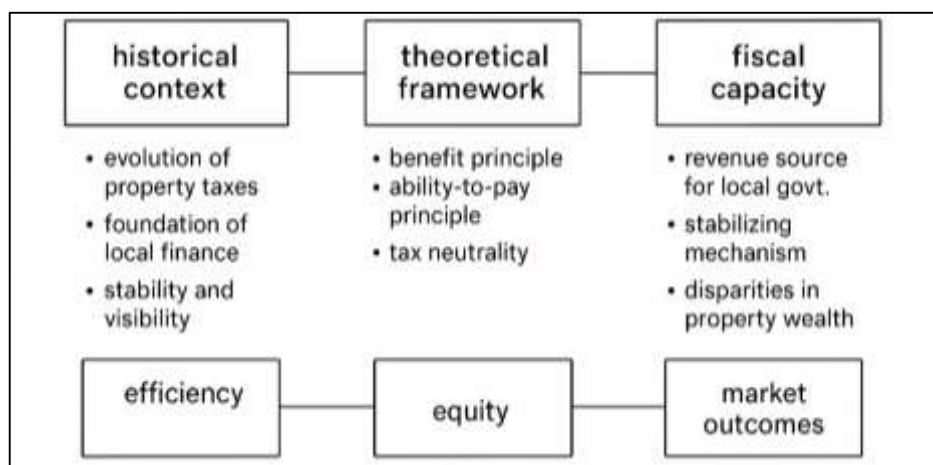 historical
context
theoretical
framework
fiscal
capacity
• evolution of
property taxes
• foundation of
local finance
• stability and
visibility
• benefit principle
• ability-to-pay
principle
• tax neutrality
• revenue source
for local govt.
• stabilizing
mechanism
• disparities in
property wealth
efficiency
equity
market
outcomes